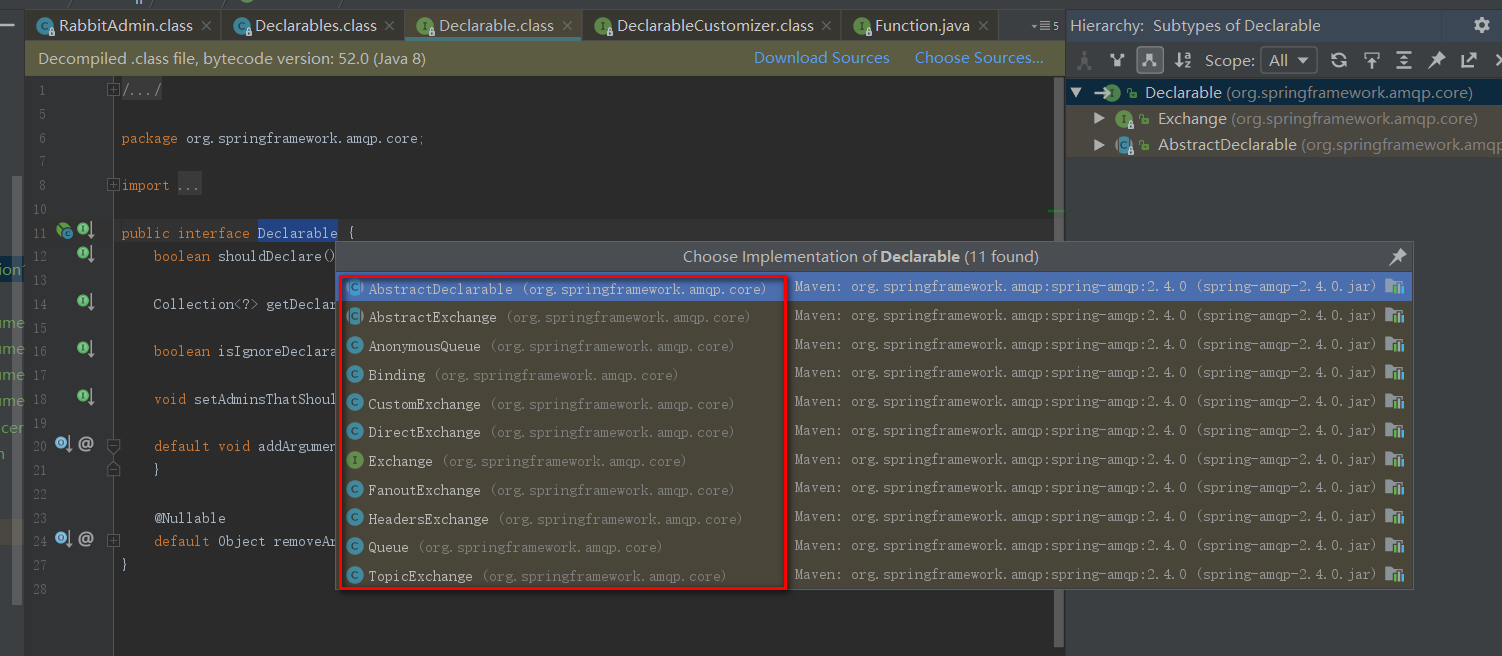 RabbitAdmin.class
Declarables.class
Declarable.class
DeclarableCustomizer.class
Function.java
5
Hierarchy: Subtypes of Declarable
Decompiled .class file, bytecode version: 52.0 (Java 8)
Download Sources
Choose Sources...
Scope: All
Declarable (org.springframework.amqp.core)
Exchange (org.springframework.amqp.core)
AbstractDeclarable (org.springframework.amqp
1 /.../
5
6 package org.springframework.amqp.core;
7
8 import ...
10
11 public interface Declarable {
12 boolean shouldDeclare()
13
14 Collection<?> getDeclar
15
16 boolean isIgnoreDeclara
17
18 void setAdminsThatShoul
19
20 @ default void addArgumen
21 }
22
23 @Nullable
24 @ default Object removeAr
27 }
28
ion
ume
ume
ume
ume
cer
n
Choose Implementation of Declarable (11 found)
AbstractDeclarable (org.springframework.amqp.core) Maven: org.springframework.amqp:spring-amqp:2.4.0 (spring-amqp-2.4.0.jar)
AbstractExchange (org.springframework.amqp.core) Maven: org.springframework.amqp:spring-amqp:2.4.0 (spring-amqp-2.4.0.jar)
AnonymousQueue (org.springframework.amqp.core) Maven: org.springframework.amqp:spring-amqp:2.4.0 (spring-amqp-2.4.0.jar)
Binding (org.springframework.amqp.core) Maven: org.springframework.amqp:spring-amqp:2.4.0 (spring-amqp-2.4.0.jar)
CustomExchange (org.springframework.amqp.core) Maven: org.springframework.amqp:spring-amqp:2.4.0 (spring-amqp-2.4.0.jar)
DirectExchange (org.springframework.amqp.core) Maven: org.springframework.amqp:spring-amqp:2.4.0 (spring-amqp-2.4.0.jar)
Exchange (org.springframework.amqp.core) Maven: org.springframework.amqp:spring-amqp:2.4.0 (spring-amqp-2.4.0.jar)
FanoutExchange (org.springframework.amqp.core) Maven: org.springframework.amqp:spring-amqp:2.4.0 (spring-amqp-2.4.0.jar)
HeadersExchange (org.springframework.amqp.core) Maven: org.springframework.amqp:spring-amqp:2.4.0 (spring-amqp-2.4.0.jar)
Queue (org.springframework.amqp.core) Maven: org.springframework.amqp:spring-amqp:2.4.0 (spring-amqp-2.4.0.jar)
TopicExchange (org.springframework.amqp.core) Maven: org.springframework.amqp:spring-amqp:2.4.0 (spring-amqp-2.4.0.jar)